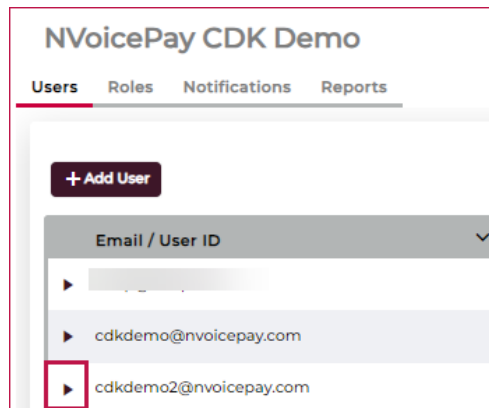 NVoicePay CDK Demo
Users Roles Notifications Reports
+ Add User
Email / User ID
cdkdemo@nvoicepay.com
cdkdemo2@nvoicepay.com